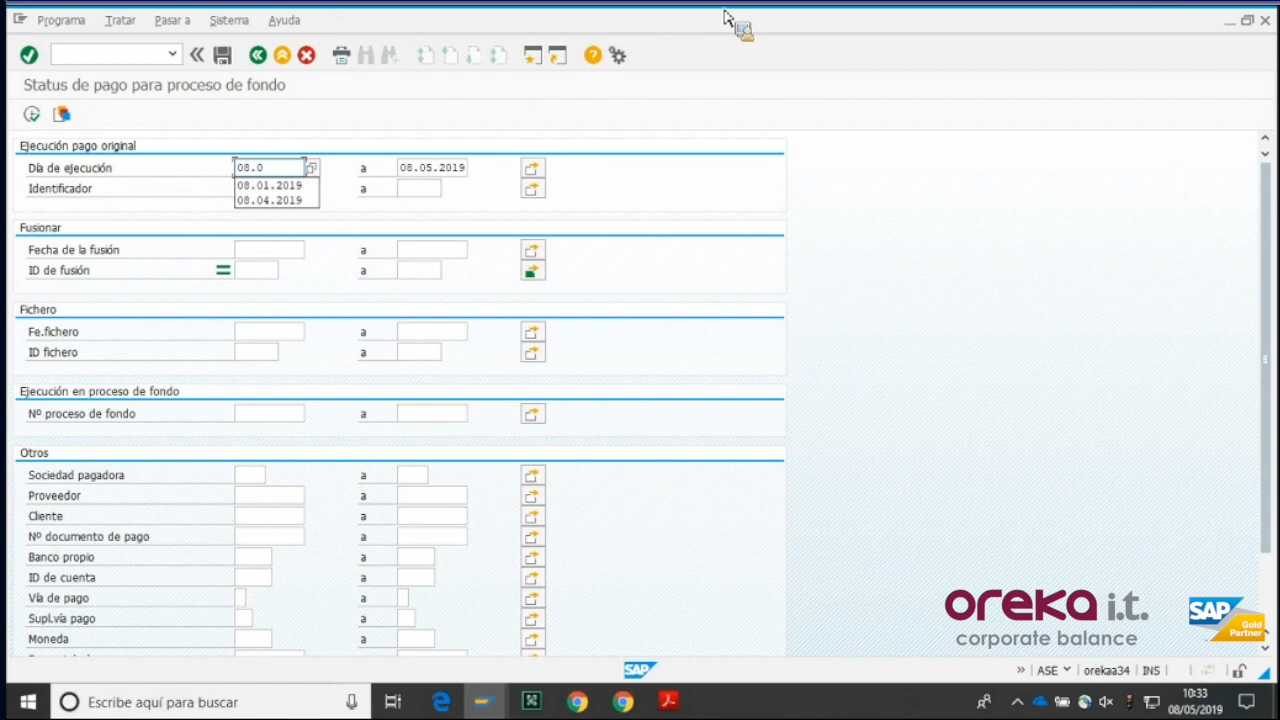 Programa Tratar Pasar a Sistema Ayuda
Status de pago para proceso de fondo
Ejecución pago original
Día de ejecución 08.0 a 08.05.2019
08.01.2019
Identificador a
08.04.2019
Fusionar
Fecha de la fusión a
ID de fusión a
Fichero
Fe.fichero a
ID fichero a
Ejecución en proceso de fondo
Nº proceso de fondo a
Otros
Sociedad pagadora a
Proveedor a
Cliente a
Nº documento de pago a
Banco propio a
ID de cuenta a
Vía de pago a
Supl.vía pago a
Moneda a
oreka i.t.
corporate balance
SAP Gold Partner
SAP
ASE orekaa34 INS
Escribe aquí para buscar
10:33
08/05/2019